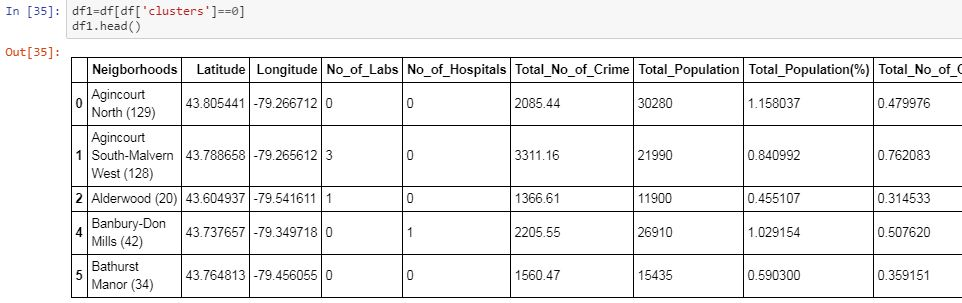 In [35]: df1=df[df['clusters']==0]
df1.head()
Out[35]:
Neigborhoods Latitude Longitude No_of_Labs No_of_Hospitals Total_No_of_Crime Total_Population Total_Population(%) Total_No_of_C
0 Agincourt North (129) 43.805441 -79.266712 0 0 2085.44 30280 1.158037 0.479976
1 Agincourt South-Malvern West (128) 43.788658 -79.265612 3 0 3311.16 21990 0.840992 0.762083
2 Alderwood (20) 43.604937 -79.541611 1 0 1366.61 11900 0.455107 0.314533
4 Banbury-Don Mills (42) 43.737657 -79.349718 0 1 2205.55 26910 1.029154 0.507620
5 Bathurst Manor (34) 43.764813 -79.456055 0 0 1560.47 15435 0.590300 0.359151